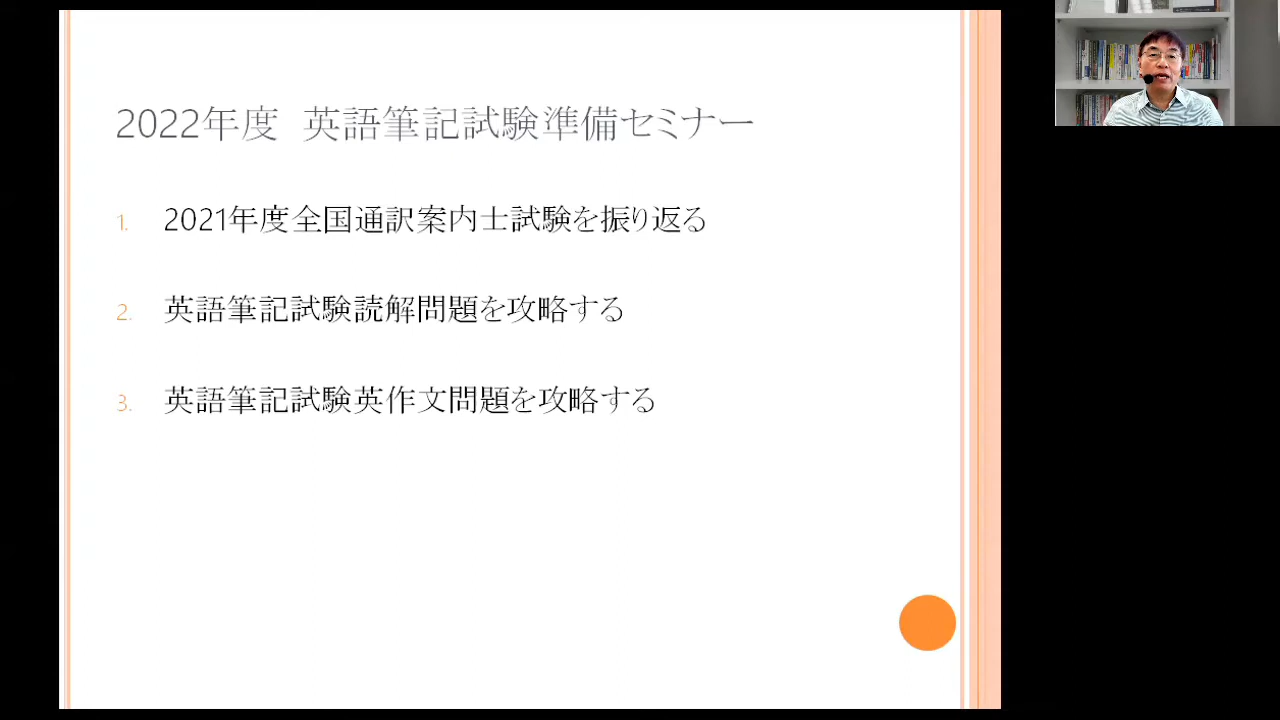 2022年度 英語筆記試験準備セミナー
1. 2021年度全国通訳案内士試験を振り返る
2. 英語筆記試験読解問題を攻略する
3. 英語筆記試験英作文問題を攻略する